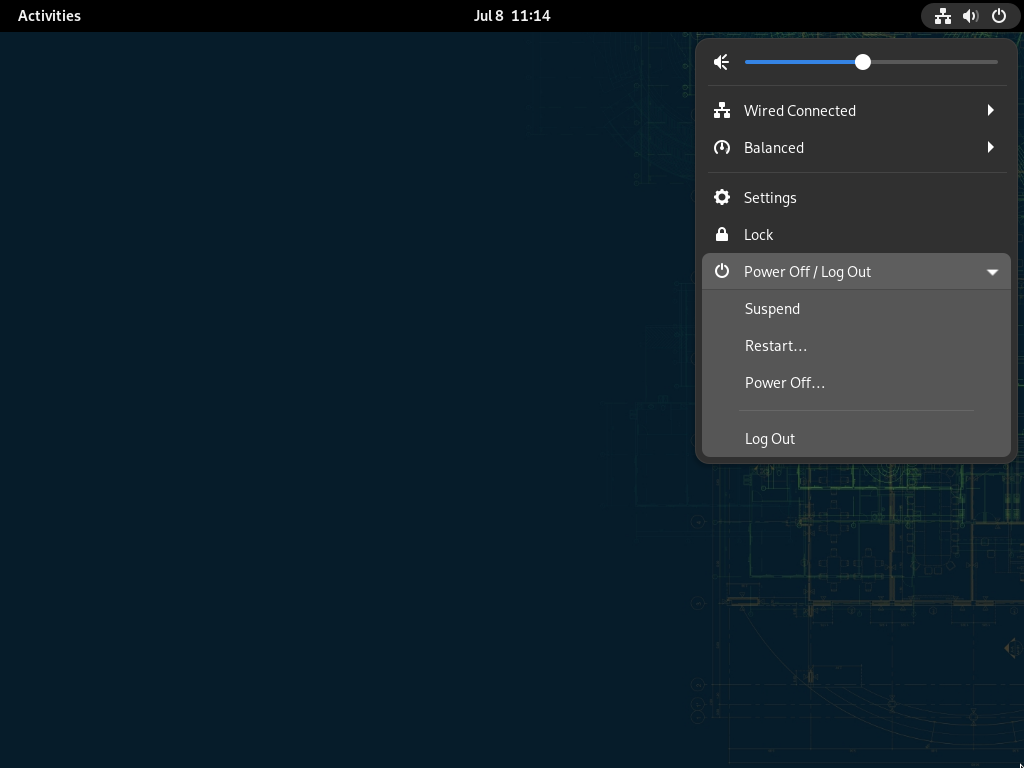 Activities
Jul 8 11:14
Wired Connected
Balanced
Settings
Lock
Power Off / Log Out
Suspend
Restart…
Power Off…
Log Out